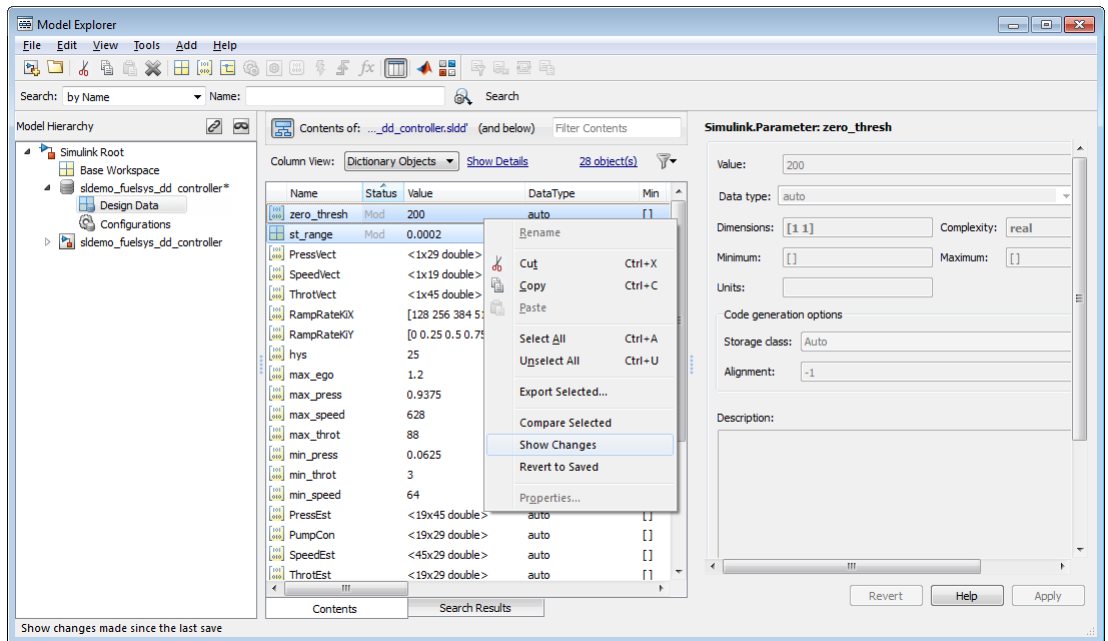 Model Explorer
File Edit View Tools Add Help
Search: by Name Name: Search
Model Hierarchy
Simulink Root
Base Workspace
sldemo_fuelsys_dd_controller*
Design Data
Configurations
sldemo_fuelsys_dd_controller
Contents of: ..._dd_controller.sldd' (and below) Filter Contents
Column View: Dictionary Objects Show Details 28 object(s)
Name Status Value DataType Min
zero_thresh Mod 200 auto []
st_range Mod 0.0002
PressVect <1x29 double>
SpeedVect <1x19 double>
ThrotVect <1x45 double>
RampRateKiX [128 256 384 51
RampRateKiY [0 0.25 0.5 0.75
hys 25
max_ego 1.2
max_press 0.9375
max_speed 628
max_throt 88
min_press 0.0625
min_throt 3
min_speed 64
PressEst <19x45 double> auto []
PumpCon <19x29 double> auto []
SpeedEst <45x29 double> auto []
ThrotEst <19x29 double> auto []
Contents Search Results
Rename
Cut Ctrl+X
Copy Ctrl+C
Paste
Select All Ctrl+A
Unselect All Ctrl+U
Export Selected...
Compare Selected
Show Changes
Revert to Saved
Properties...
Simulink.Parameter: zero_thresh
Value: 200
Data type: auto
Dimensions: [1 1] Complexity: real
Minimum: [] Maximum: []
Units:
Code generation options
Storage class: Auto
Alignment: -1
Description:
Revert Help Apply
Show changes made since the last save